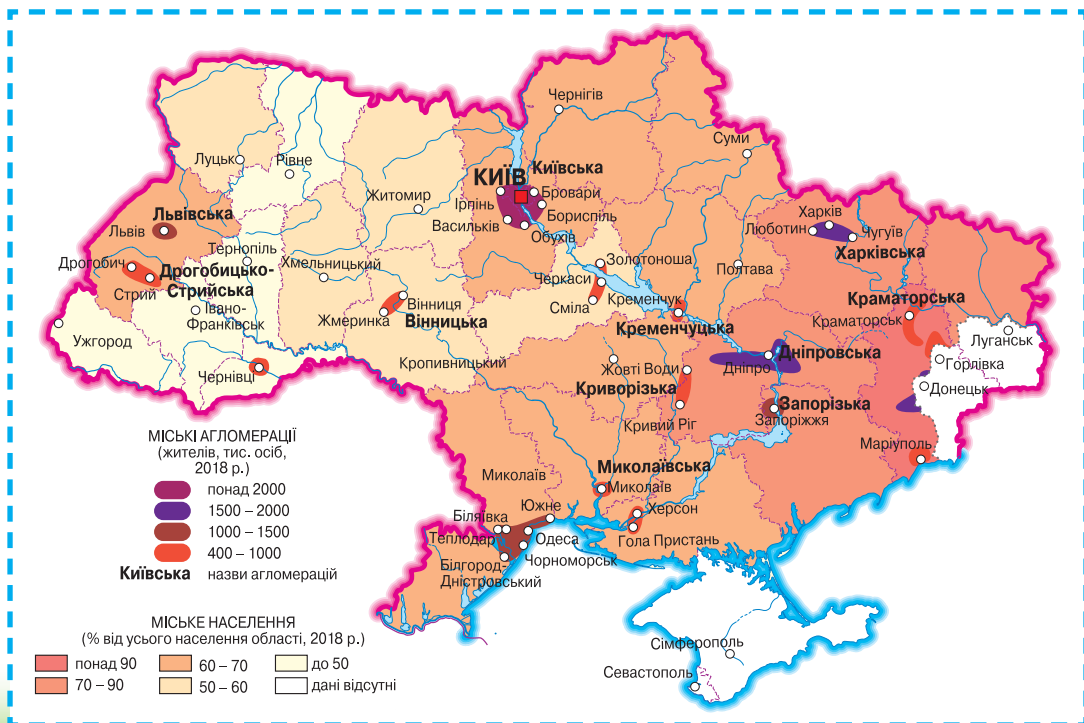 Чернігів
Суми
Луцьк
Рівне
КИЇВ
Київська
Житомир
Ірпінь
Бровари
Бориспіль
Васильків
Обухів
Львівська
Львів
Харків
Люботин
Чугуїв
Харківська
Тернопіль
Хмельницький
Дрогобич
Дрогобицько-
Стрийська
Стрий
Золотоноша
Черкаси
Сміла
Полтава
Івано-
Франківськ
Вінниця
Жмеринка
Вінницька
Кременчук
Кременчуцька
Краматорська
Краматорськ
Ужгород
Луганськ
Горлівка
Чернівці
Кропивницький
Жовті Води
Дніпровська
Дніпро
Донецьк
Криворізька
Кривий Ріг
Запорізька
Запоріжжя
Маріуполь
Миколаївська
Миколаїв
Миколаїв
Южне
Херсон
Біляївка
Теплодар
Одеса
Гола Пристань
Чорноморськ
Білгород-
Дністровський
Сімферополь
Севастополь
МІСЬКІ АГЛОМЕРАЦІЇ
(жителів, тис. осіб,
2018 р.)
понад 2000
1500 – 2000
1000 – 1500
400 – 1000
Київська назви агломерацій
МІСЬКЕ НАСЕЛЕННЯ
(% від усього населення області, 2018 р.)
понад 90
60 – 70
до 50
70 – 90
50 – 60
дані відсутні